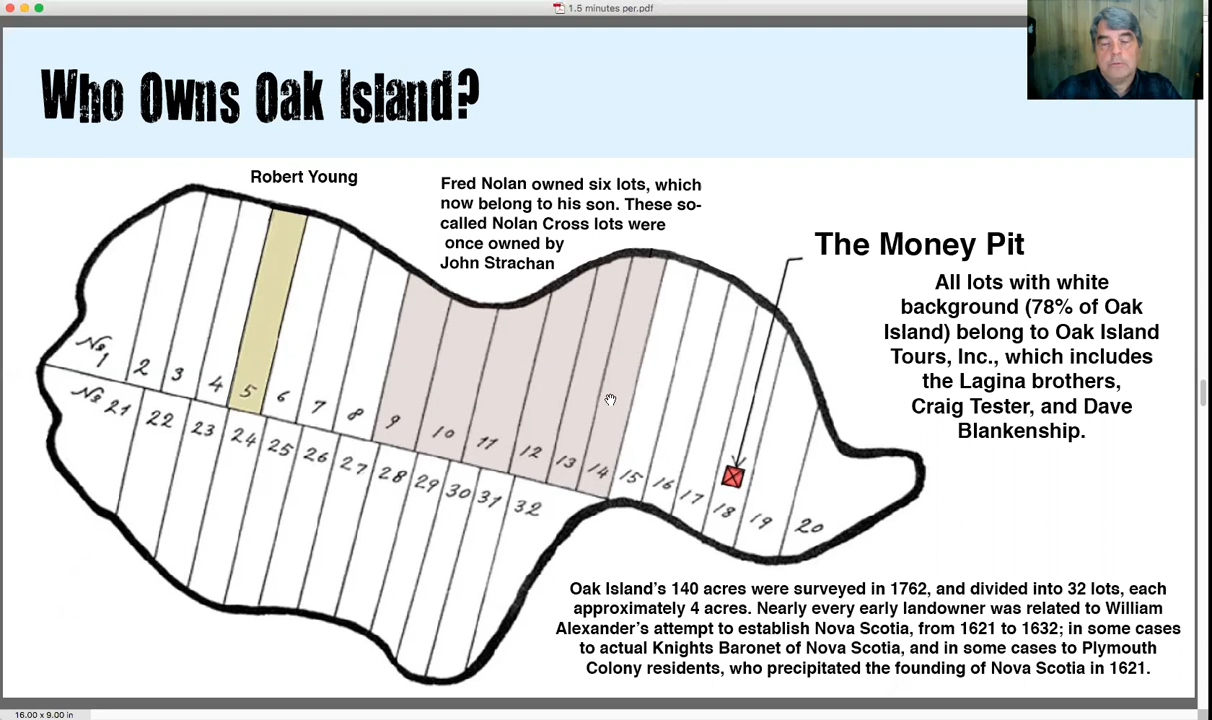 1.5 minutes per.pdf
Who Owns Oak Island?
Robert Young
Fred Nolan owned six lots, which
now belong to his son. These so-
called Nolan Cross lots were
once owned by
John Strachan
The Money Pit
All lots with white
background (78% of Oak
Island) belong to Oak Island
Tours, Inc., which includes
the Lagina brothers,
Craig Tester, and Dave
Blankenship.
No. 1 2 3 4 5 6 7 8 9 10 11 12 13 14 15 16 17 18 19 20
No 21 22 23 24 25 26 27 28 29 30 31 32
Oak Island's 140 acres were surveyed in 1762, and divided into 32 lots, each
approximately 4 acres. Nearly every early landowner was related to William
Alexander's attempt to establish Nova Scotia, from 1621 to 1632; in some cases
to actual Knights Baronet of Nova Scotia, and in some cases to Plymouth
Colony residents, who precipitated the founding of Nova Scotia in 1621.
16.00 x 9.00 in